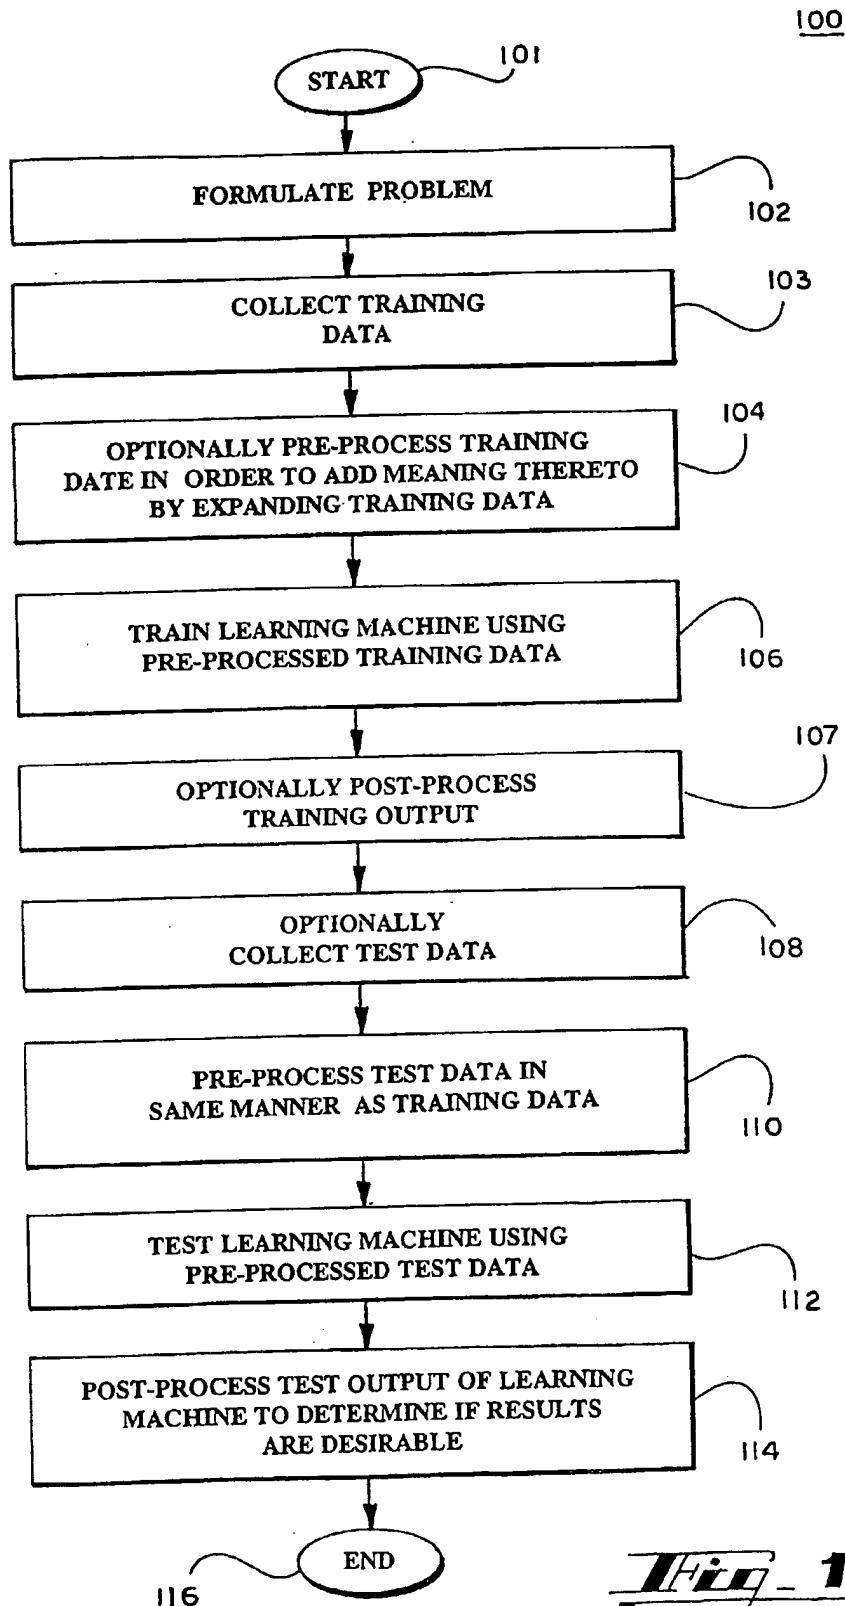 100
START
101
FORMULATE PROBLEM
102
COLLECT TRAINING
DATA
103
OPTIONALLY PRE-PROCESS TRAINING
DATE IN ORDER TO ADD MEANING THERETO
BY EXPANDING TRAINING DATA
104
TRAIN LEARNING MACHINE USING
PRE-PROCESSED TRAINING DATA
106
OPTIONALLY POST-PROCESS
TRAINING OUTPUT
107
OPTIONALLY
COLLECT TEST DATA
108
PRE-PROCESS TEST DATA IN
SAME MANNER AS TRAINING DATA
110
TEST LEARNING MACHINE USING
PRE-PROCESSED TEST DATA
112
POST-PROCESS TEST OUTPUT OF LEARNING
MACHINE TO DETERMINE IF RESULTS
ARE DESIRABLE
114
END
116
Fig_ 1